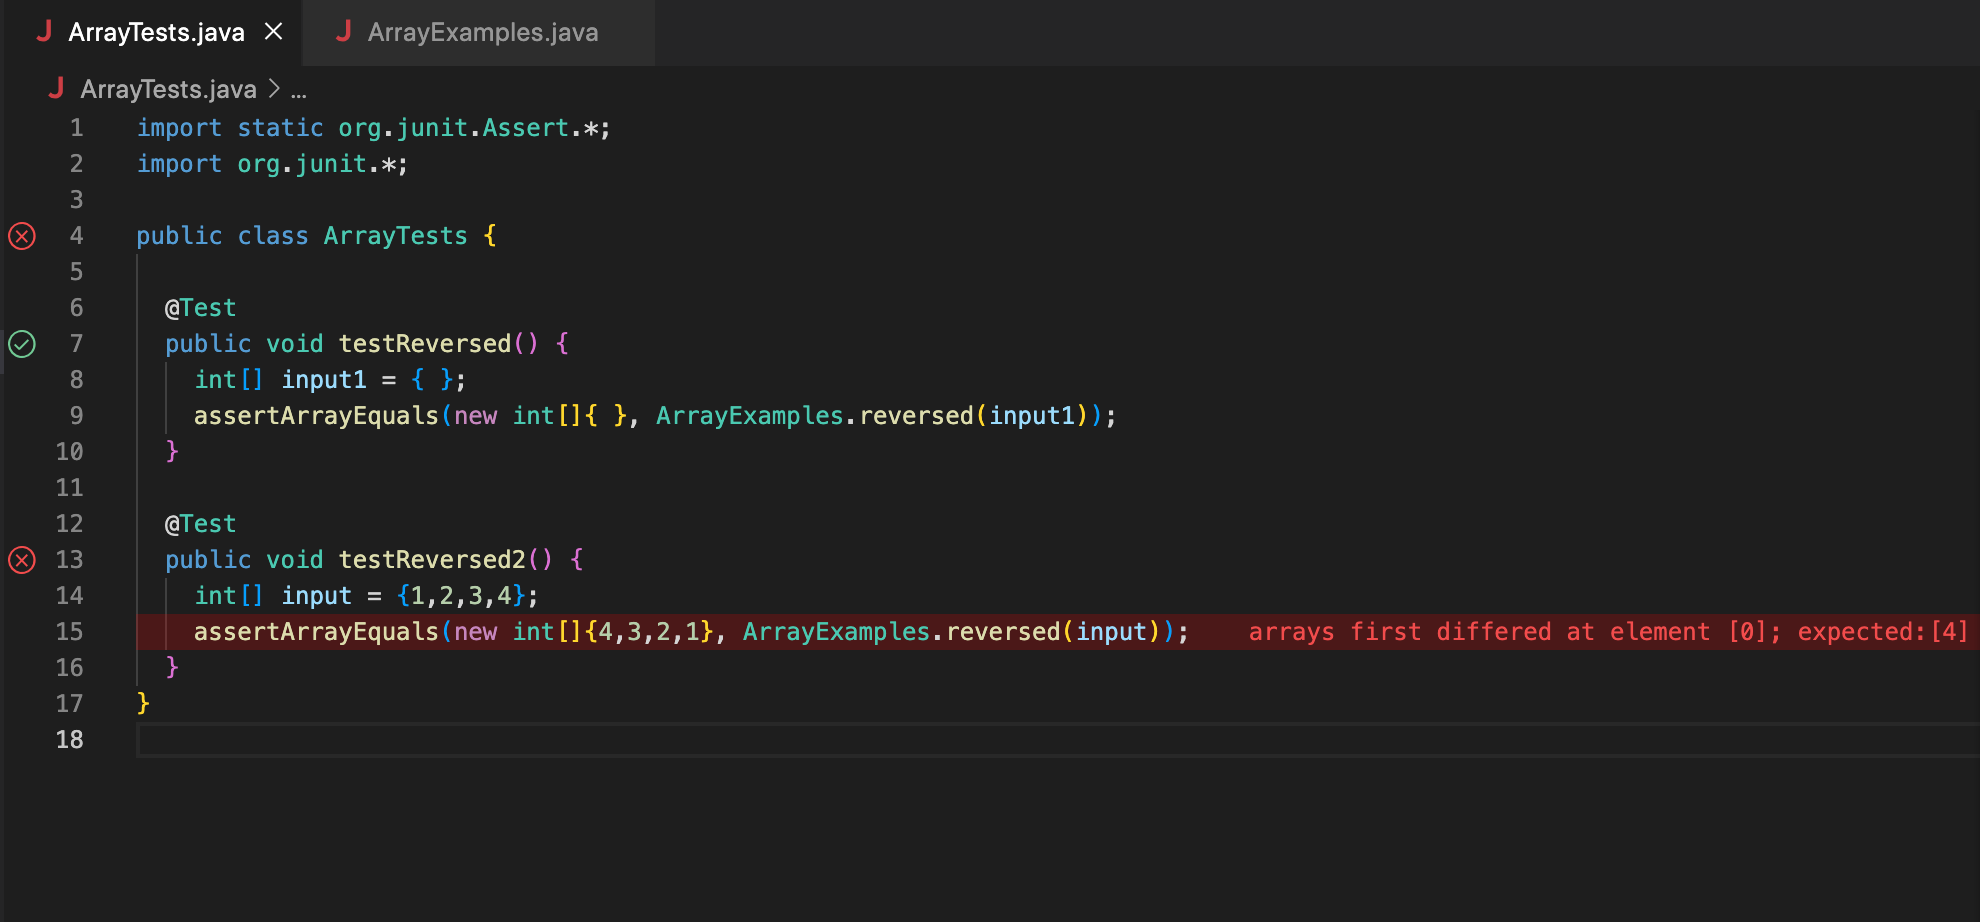 ArrayTests.java ArrayExamples.java
ArrayTests.java > ...
1 import static org.junit.Assert.*;
2 import org.junit.*;
3
4 public class ArrayTests {
5
6 @Test
7 public void testReversed() {
8 int[] input1 = { };
9 assertArrayEquals(new int[]{ }, ArrayExamples.reversed(input1));
10 }
11
12 @Test
13 public void testReversed2() {
14 int[] input = {1,2,3,4};
15 assertArrayEquals(new int[]{4,3,2,1}, ArrayExamples.reversed(input)); arrays first differed at element [0]; expected:[4]
16 }
17 }
18